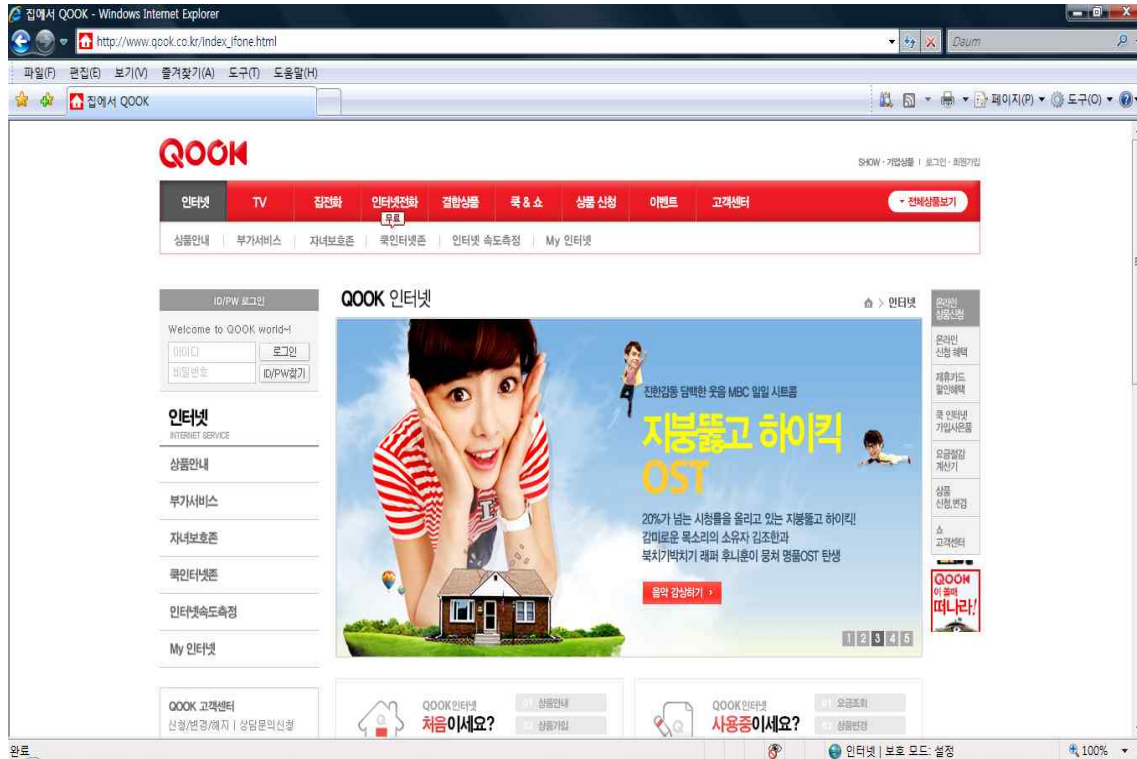 집에서 QOOK - Windows Internet Explorer
http://www.qook.co.kr/index_ifone.html
Daum
파일(F) 편집(E) 보기(V) 즐겨찾기(A) 도구(T) 도움말(H)
집에서 QOOK
페이지(P) 도구(O)
QOOK
SHOW · 기업상품 | 로그인 · 회원가입
인터넷 TV 집전화 인터넷전화 결합상품 쿡 & 쇼 상품 신청 이벤트 고객센터 전체상품보기
무료
상품안내 부가서비스 자녀보호존 쿡인터넷존 인터넷 속도측정 My 인터넷
ID/PW 로그인
Welcome to QOOK world~!
아이디 로그인
비밀번호 ID/PW찾기
인터넷
INTERNET SERVICE
상품안내
부가서비스
자녀보호존
쿡인터넷존
인터넷속도측정
My 인터넷
QOOK 고객센터
신청/변경/해지 | 상담문의신청
QOOK 인터넷
> 인터넷
진한감동 담백한 웃음 MBC 일일 시트콤
지붕뚫고 하이킥
OST
20%가 넘는 시청률을 올리고 있는 지붕뚫고 하이킥!
감미로운 목소리의 소유자 김조한과
북치기박치기 래퍼 후니훈이 뭉쳐 명품OST 탄생
음악 감상하기 >
1 2 3 4 5
온라인
상품신청
온라인
신청 혜택
제휴카드
할인혜택
쿡 인터넷
가입사은품
요금절감
계산기
상품
신청,변경
쇼
고객센터
QOOK
이 쏠때
떠나라!
QOOK인터넷
처음이세요?
01 상품안내
02 상품가입
QOOK인터넷
사용중이세요?
01 요금조회
02 상품변경
완료
인터넷 | 보호 모드: 설정
100%